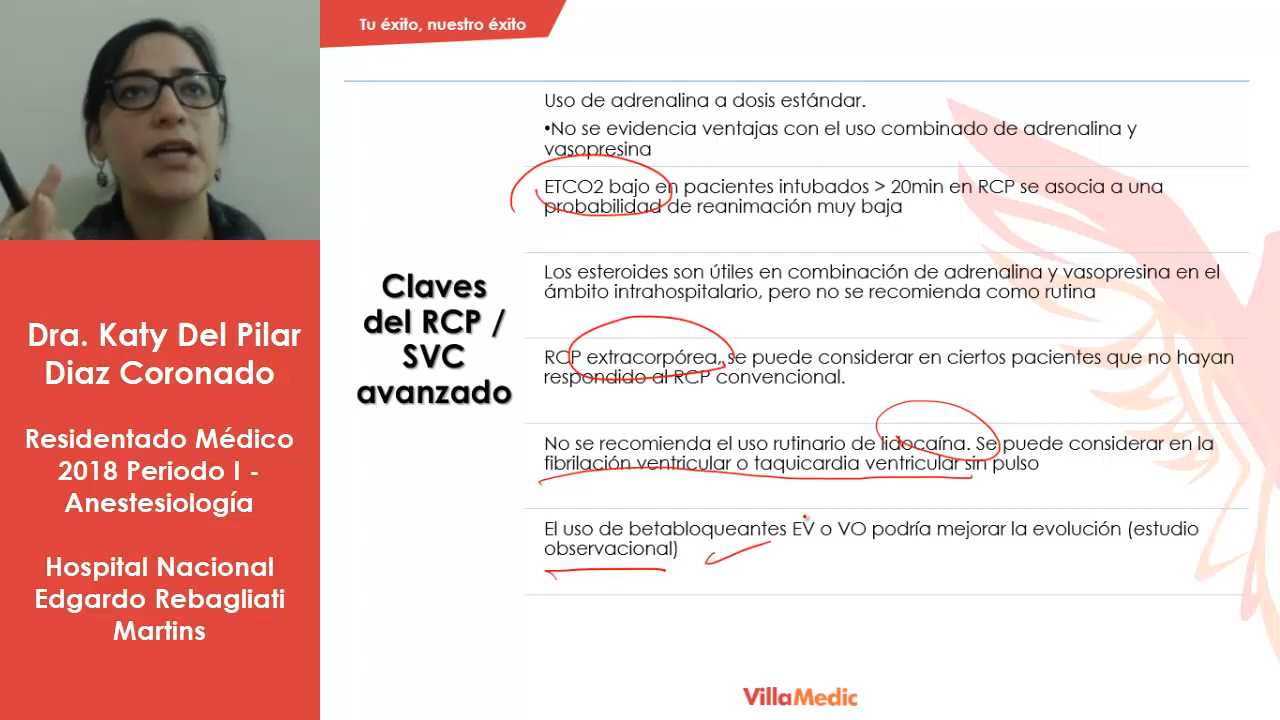 Tu éxito, nuestro éxito
Dra. Katy Del Pilar
Diaz Coronado
Residentado Médico
2018 Periodo I -
Anestesiología
Hospital Nacional
Edgardo Rebagliati
Martins
Claves
del RCP /
SVC
avanzado
Uso de adrenalina a dosis estándar.
•No se evidencia ventajas con el uso combinado de adrenalina y
vasopresina
ETCO2 bajo en pacientes intubados > 20min en RCP se asocia a una
probabilidad de reanimación muy baja
Los esteroides son útiles en combinación de adrenalina y vasopresina en el
ámbito intrahospitalario, pero no se recomienda como rutina
RCP extracorpórea, se puede considerar en ciertos pacientes que no hayan
respondido al RCP convencional.
No se recomienda el uso rutinario de lidocaína. Se puede considerar en la
fibrilación ventricular o taquicardia ventricular sin pulso
El uso de betabloqueantes EV o VO podría mejorar la evolución (estudio
observacional)
VillaMedic